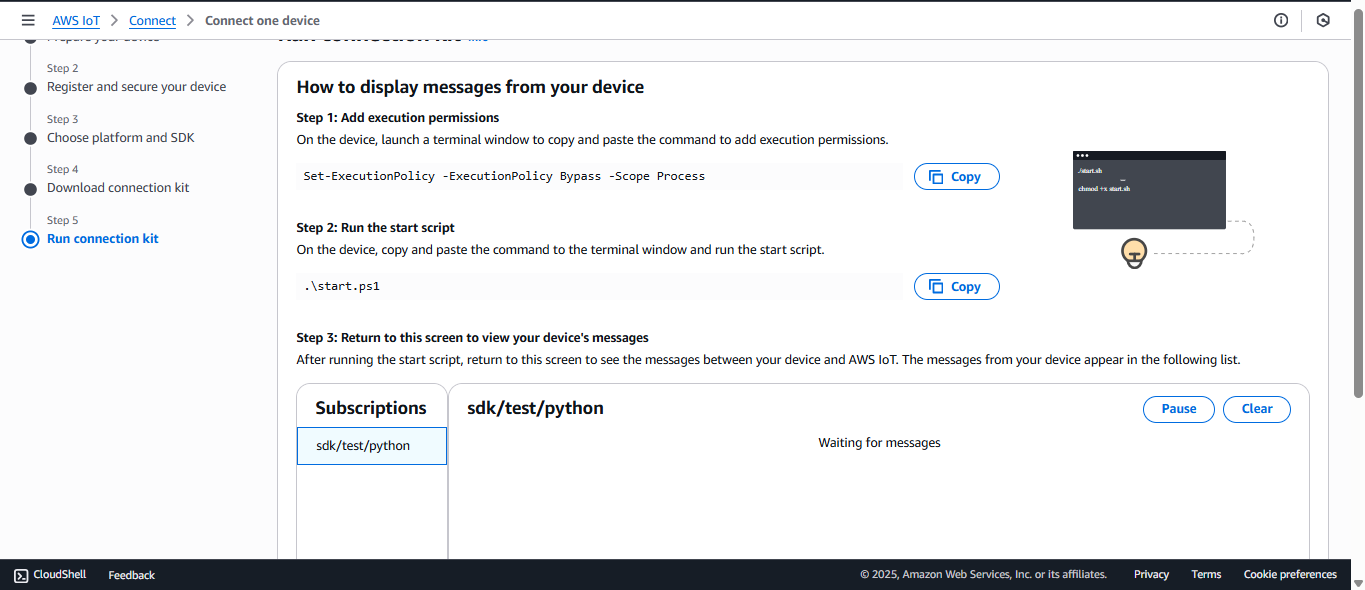 AWS IoT > Connect > Connect one device
Step 2
Register and secure your device
Step 3
Choose platform and SDK
Step 4
Download connection kit
Step 5
Run connection kit
How to display messages from your device
Step 1: Add execution permissions
On the device, launch a terminal window to copy and paste the command to add execution permissions.
Set-ExecutionPolicy -ExecutionPolicy Bypass -Scope Process
Copy
./start.sh
chmod +x start.sh
Step 2: Run the start script
On the device, copy and paste the command to the terminal window and run the start script.
.\start.ps1
Copy
Step 3: Return to this screen to view your device's messages
After running the start script, return to this screen to see the messages between your device and AWS IoT. The messages from your device appear in the following list.
Subscriptions
sdk/test/python
sdk/test/python
Pause
Clear
Waiting for messages
CloudShell
Feedback
© 2025, Amazon Web Services, Inc. or its affiliates.
Privacy
Terms
Cookie preferences